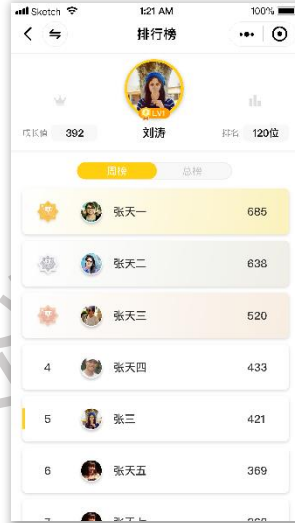 Sketch 1:21 AM 100%
排行榜
LV1
成长值 392 刘涛 排名 120位
周榜 总榜
张天一 685
张天二 638
张天三 520
4 张天四 433
5 张三 421
6 张天五 369